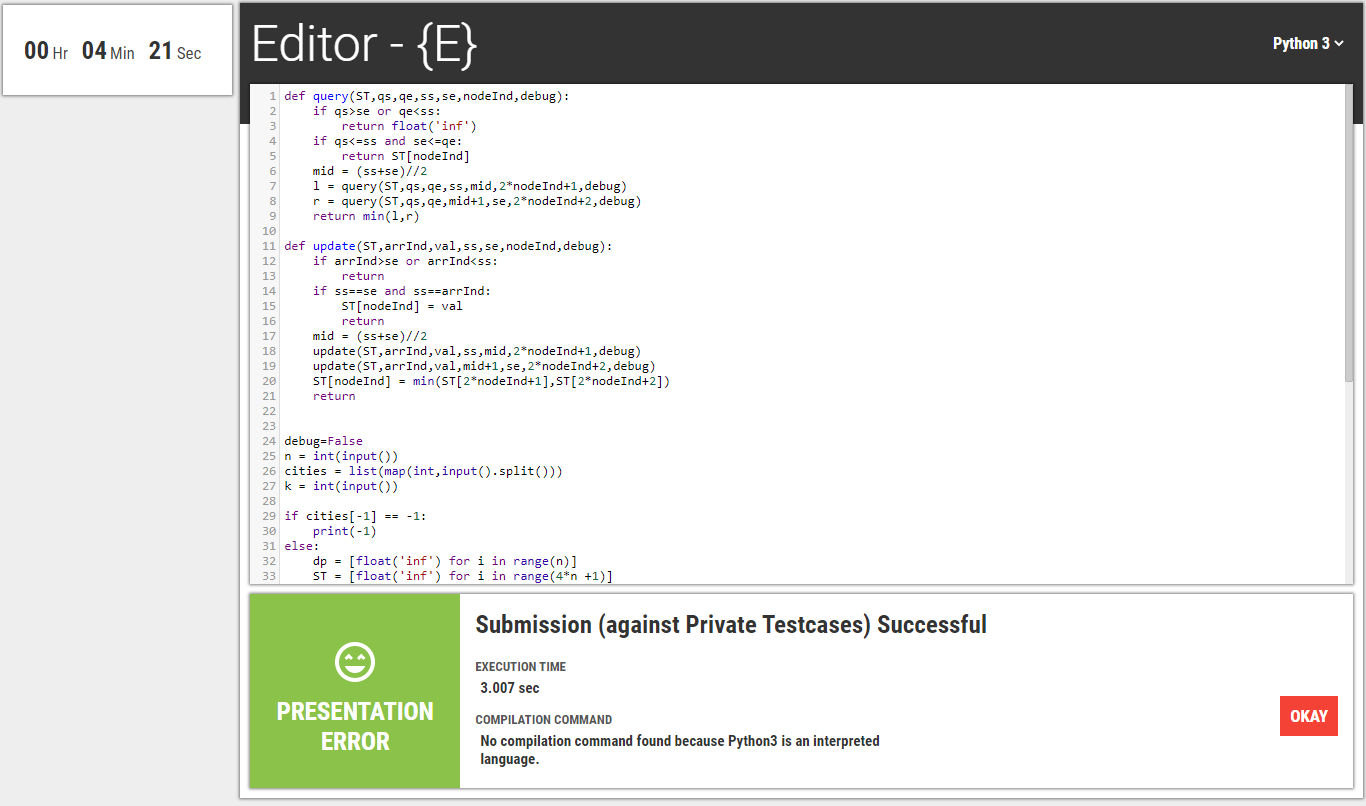 00 Hr 04 Min 21 Sec
Editor - {E}
Python 3
1 def query(ST,qs,qe,ss,se,nodeInd,debug):
2     if qs>se or qe<ss:
3         return float('inf')
4     if qs<=ss and se<=qe:
5         return ST[nodeInd]
6     mid = (ss+se)//2
7     l = query(ST,qs,qe,ss,mid,2*nodeInd+1,debug)
8     r = query(ST,qs,qe,mid+1,se,2*nodeInd+2,debug)
9     return min(l,r)
10
11 def update(ST,arrInd,val,ss,se,nodeInd,debug):
12     if arrInd>se or arrInd<ss:
13         return
14     if ss==se and ss==arrInd:
15         ST[nodeInd] = val
16         return
17     mid = (ss+se)//2
18     update(ST,arrInd,val,ss,mid,2*nodeInd+1,debug)
19     update(ST,arrInd,val,mid+1,se,2*nodeInd+2,debug)
20     ST[nodeInd] = min(ST[2*nodeInd+1],ST[2*nodeInd+2])
21     return
22
23
24 debug=False
25 n = int(input())
26 cities = list(map(int,input().split()))
27 k = int(input())
28
29 if cities[-1] == -1:
30     print(-1)
31 else:
32     dp = [float('inf') for i in range(n)]
33     ST = [float('inf') for i in range(4*n +1)]
PRESENTATION
ERROR
Submission (against Private Testcases) Successful
EXECUTION TIME
3.007 sec
COMPILATION COMMAND
No compilation command found because Python3 is an interpreted
language.
OKAY